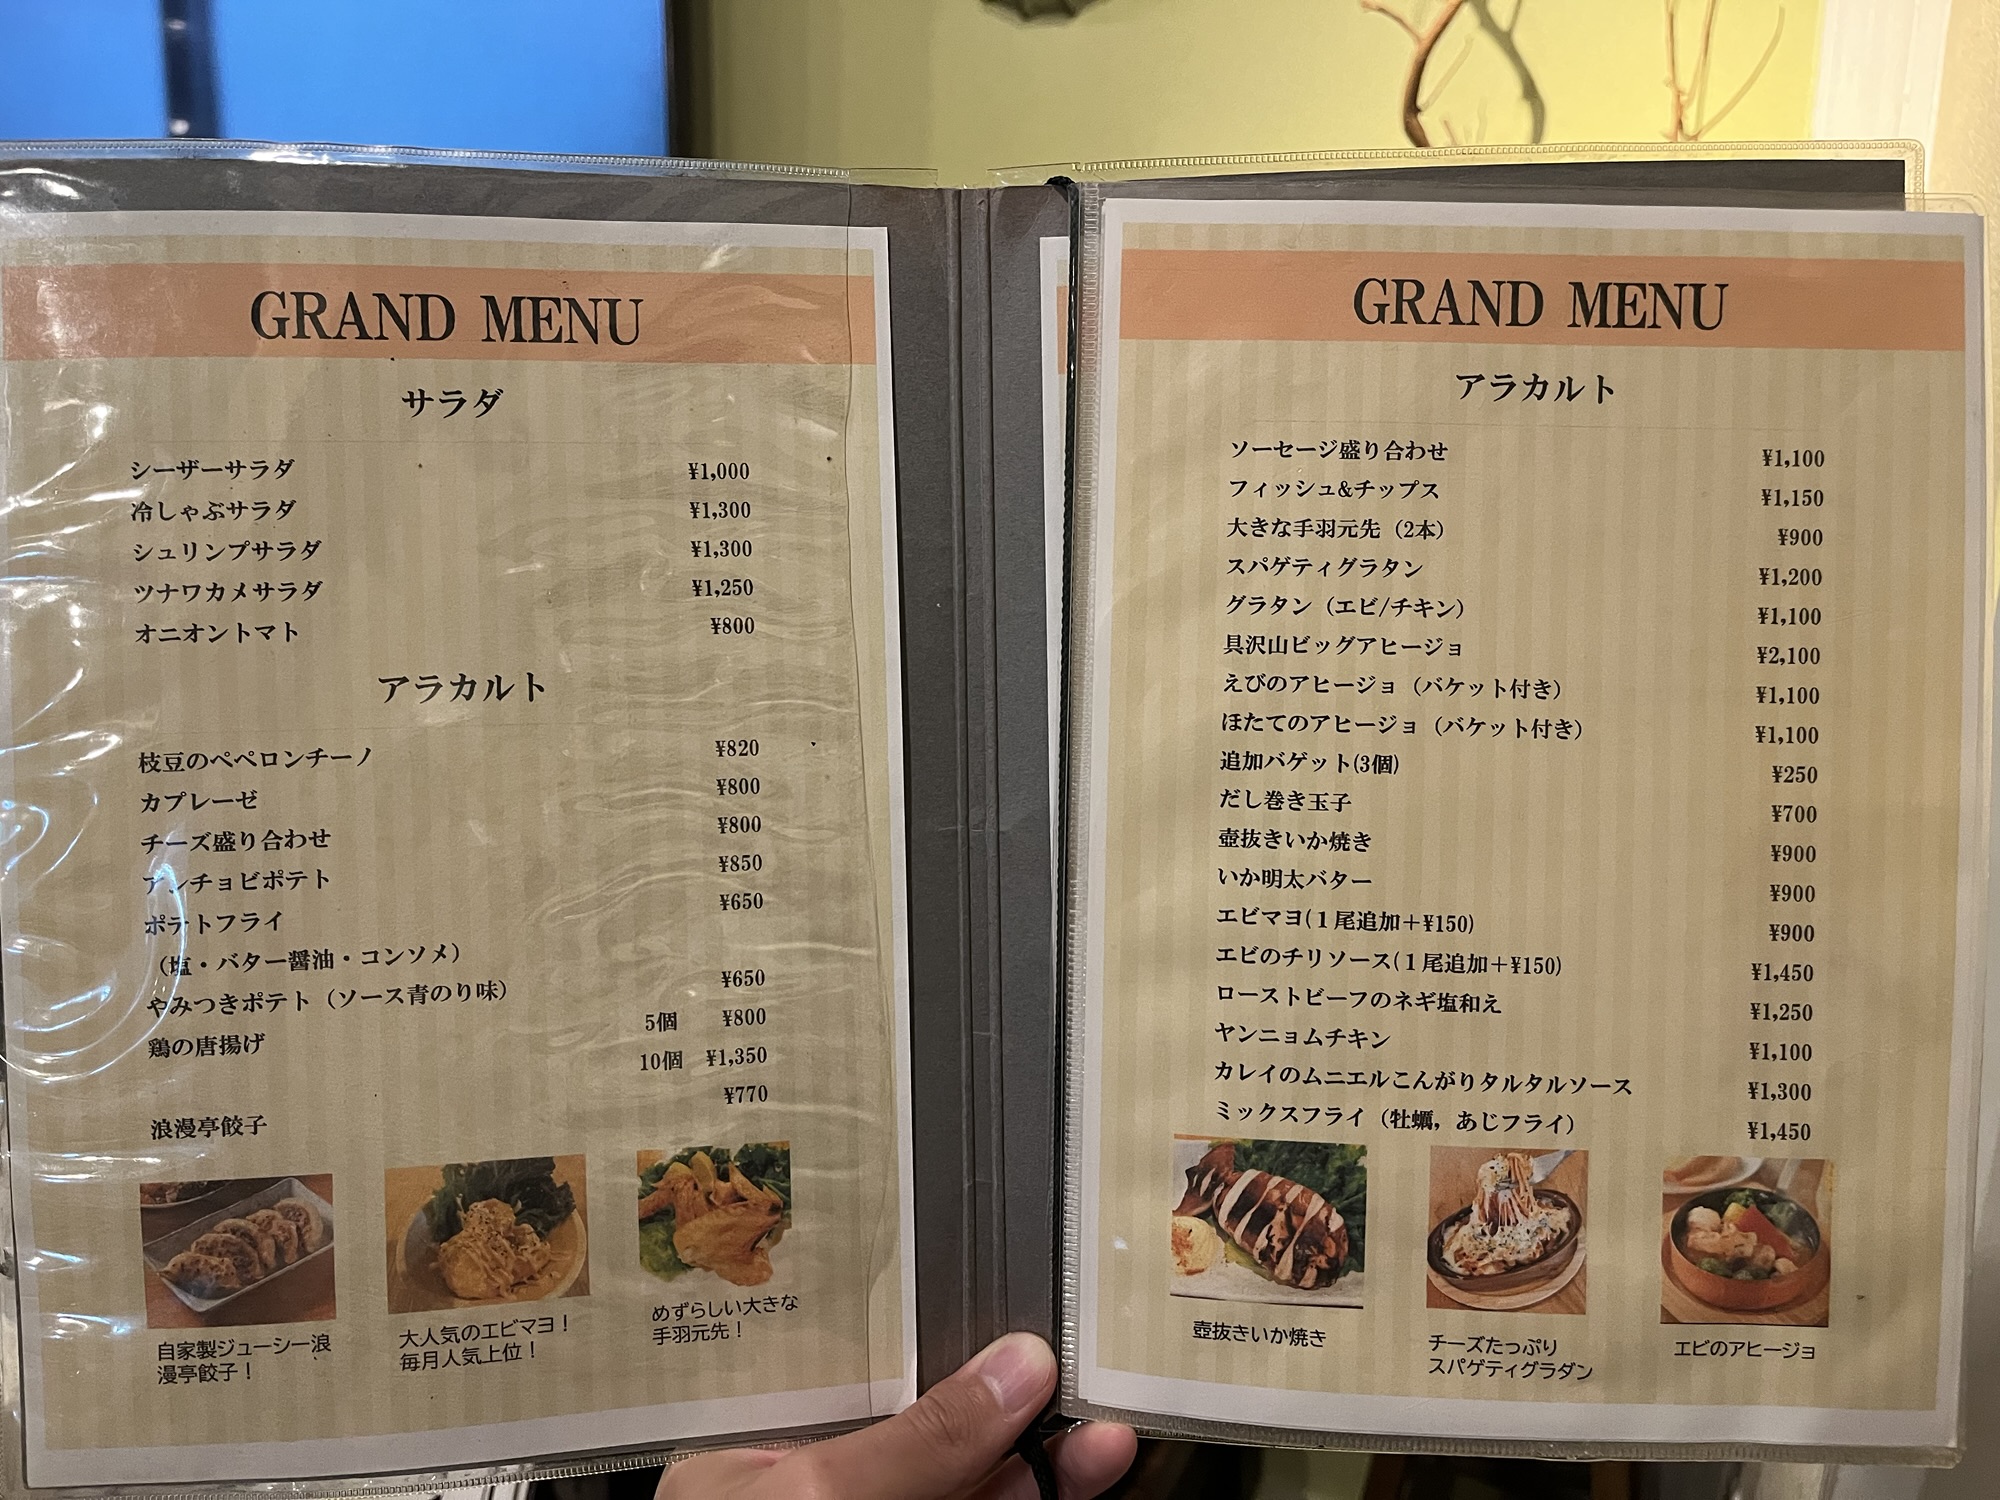 GRAND MENU
サラダ
シーザーサラダ ¥1,000
冷しゃぶサラダ ¥1,300
シュリンプサラダ ¥1,300
ツナワカメサラダ ¥1,250
オニオントマト ¥800
アラカルト
枝豆のペペロンチーノ ¥820
カプレーゼ ¥800
チーズ盛り合わせ ¥800
アンチョビポテト ¥850
ポテトフライ ¥650
（塩・バター醤油・コンソメ）
やみつきポテト（ソース青のり味） ¥650
鶏の唐揚げ 5個 ¥800
10個 ¥1,350
浪漫亭餃子 ¥770
自家製ジューシー浪
漫亭餃子！
大人気のエビマヨ！
毎月人気上位！
めずらしい大きな
手羽元先！
GRAND MENU
アラカルト
ソーセージ盛り合わせ ¥1,100
フィッシュ&チップス ¥1,150
大きな手羽元先（2本） ¥900
スパゲティグラタン ¥1,200
グラタン（エビ/チキン） ¥1,100
具沢山ビッグアヒージョ ¥2,100
えびのアヒージョ（バケット付き） ¥1,100
ほたてのアヒージョ（バケット付き） ¥1,100
追加バゲット(3個) ¥250
だし巻き玉子 ¥700
壺抜きいか焼き ¥900
いか明太バター ¥900
エビマヨ(１尾追加＋¥150) ¥900
エビのチリソース(１尾追加＋¥150) ¥1,450
ローストビーフのネギ塩和え ¥1,250
ヤンニョムチキン ¥1,100
カレイのムニエルこんがりタルタルソース ¥1,300
ミックスフライ（牡蠣，あじフライ） ¥1,450
壺抜きいか焼き
チーズたっぷり
スパゲティグラダン
エビのアヒージョ